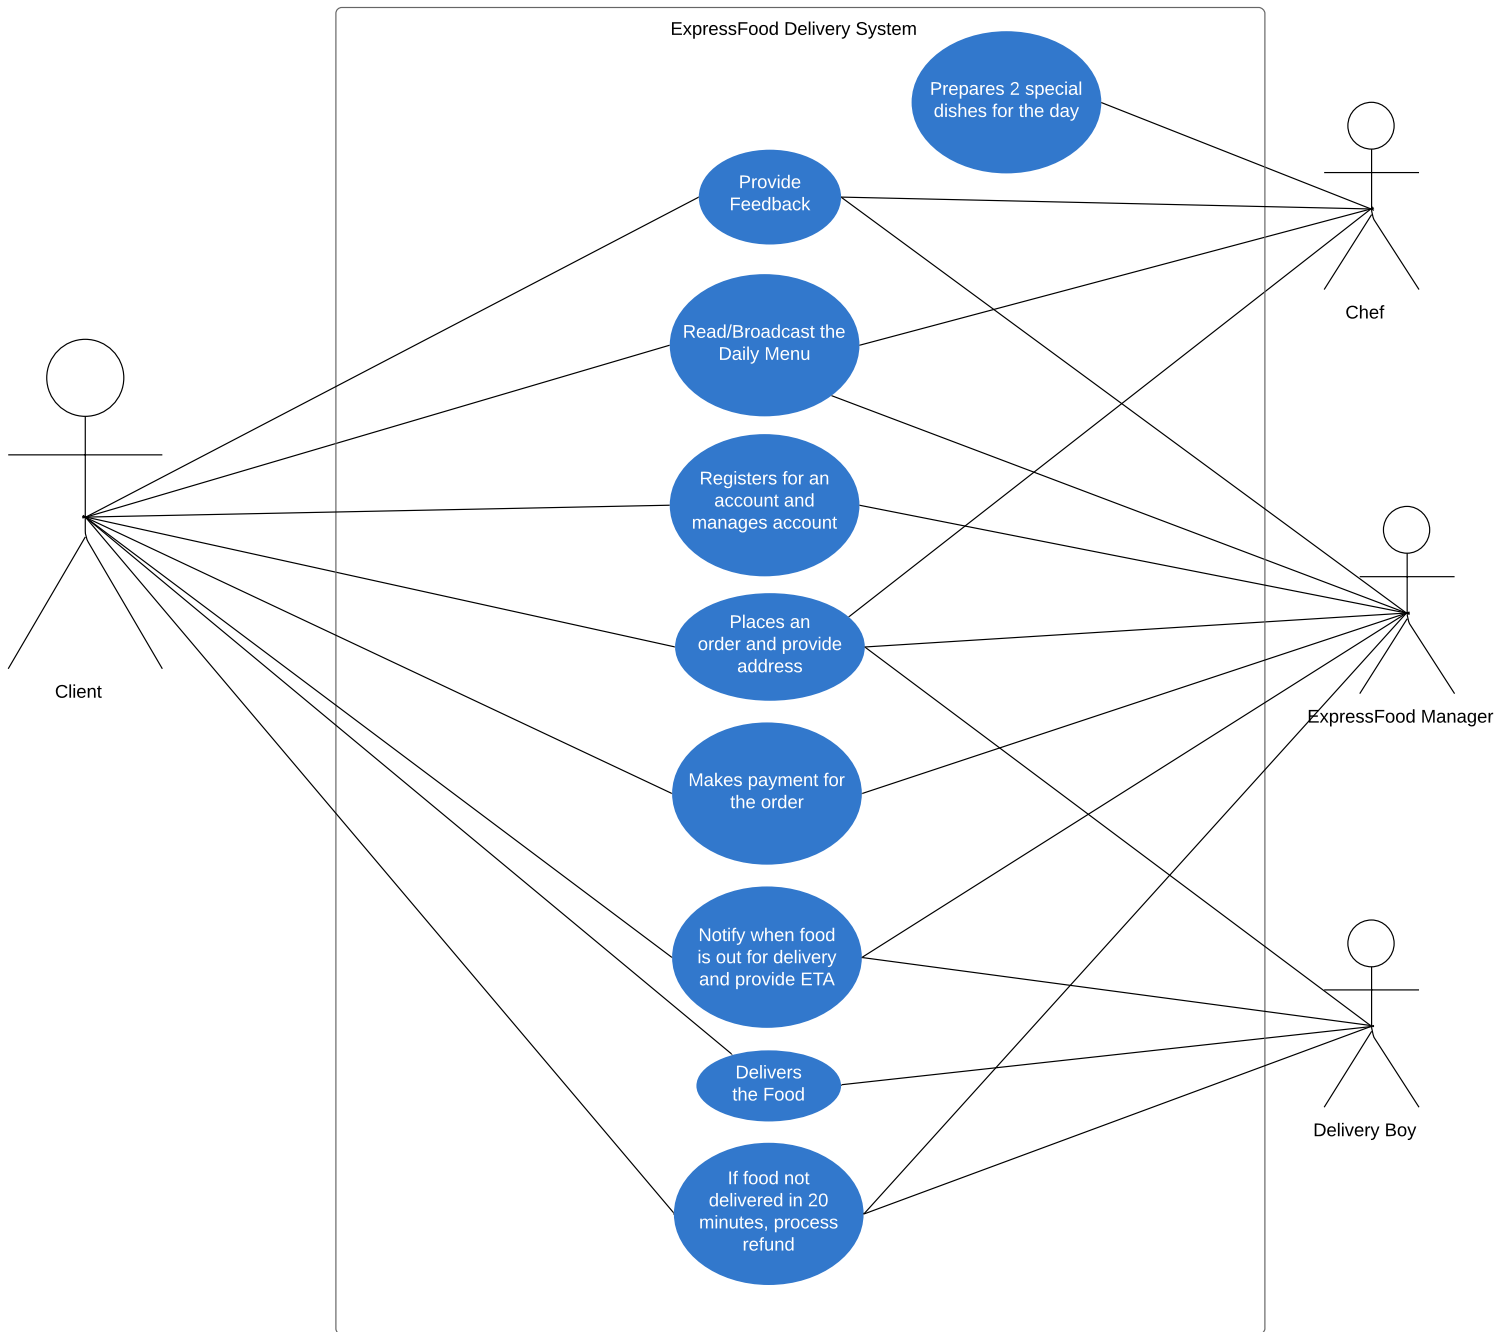 ExpressFood Delivery System
Prepares 2 special
dishes for the day
Provide
Feedback
Chef
Read/Broadcast the
Daily Menu
Registers for an
account and
manages account
Places an
order and provide
address
Client
ExpressFood Manager
Makes payment for
the order
Notify when food
is out for delivery
and provide ETA
Delivers
the Food
Delivery Boy
If food not
delivered in 20
minutes, process
refund